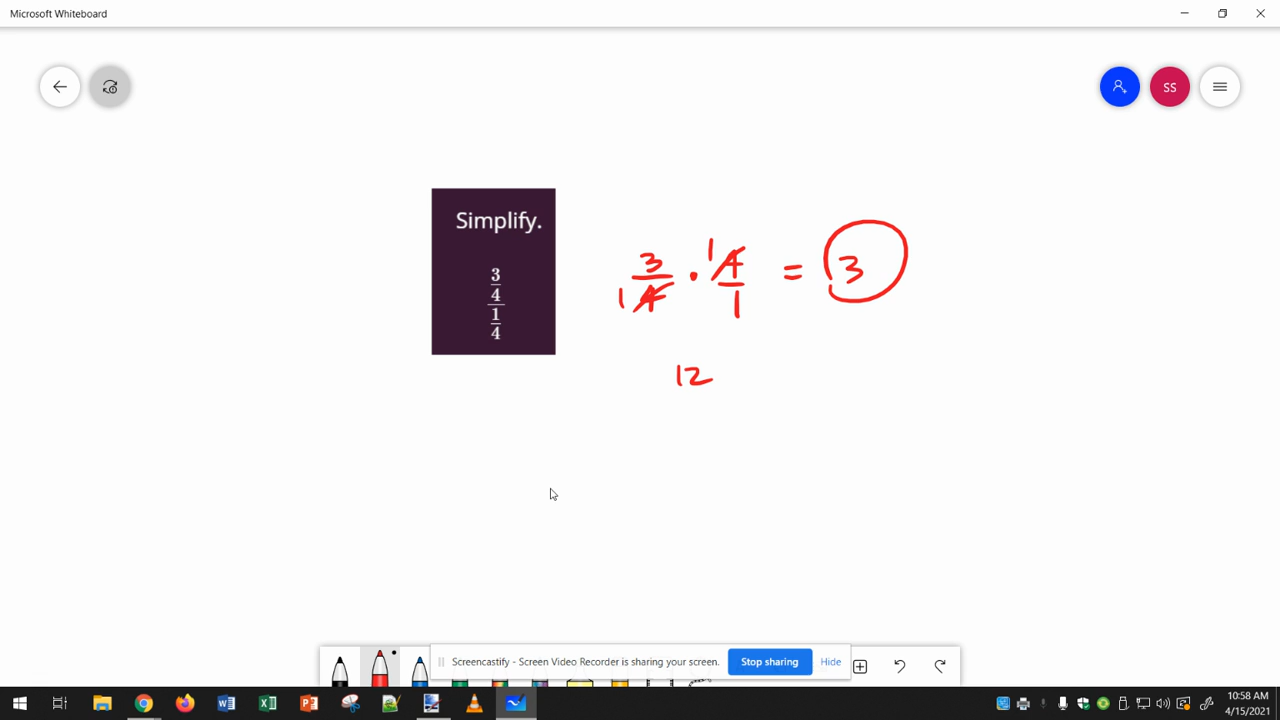 Microsoft Whiteboard
SS
Simplify.
3
4
1
4
3/4 · 4/1 = 3
1 1
12
Screencastify - Screen Video Recorder is sharing your screen. Stop sharing Hide
10:58 AM
4/15/2021